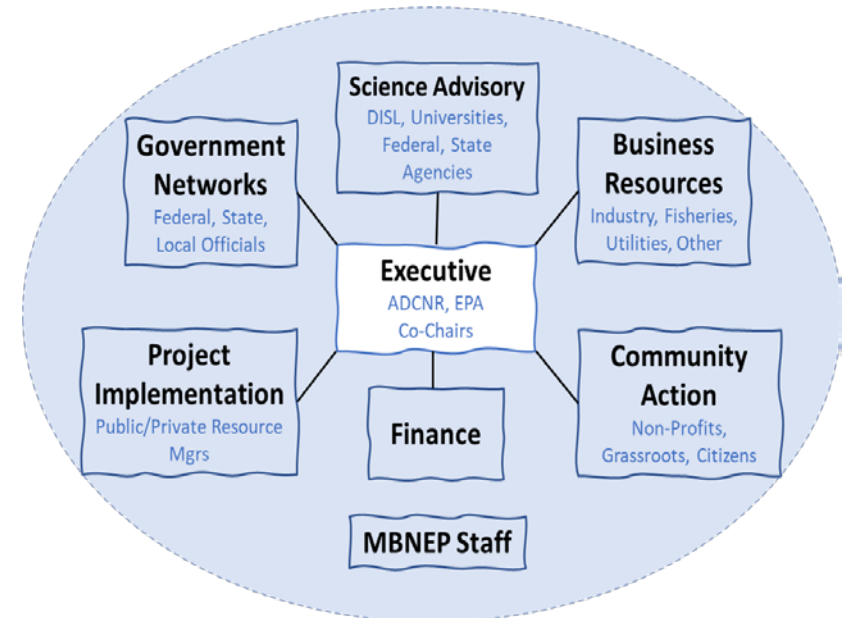 Science Advisory
DISL, Universities,
Federal, State
Agencies
Government
Networks
Federal, State,
Local Officials
Business
Resources
Industry, Fisheries,
Utilities, Other
Executive
ADCNR, EPA
Co-Chairs
Project
Implementation
Public/Private Resource
Mgrs
Finance
Community
Action
Non-Profits,
Grassroots, Citizens
MBNEP Staff